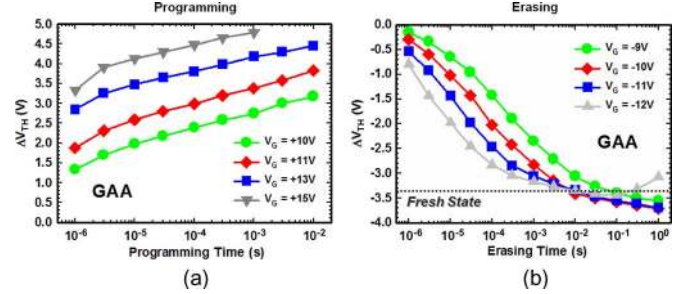 Programming
Erasing
5.0
4.5
4.0
3.5
3.0
2.5
2.0
1.5
1.0
0.5
0.0
ΔV_TH (V)
V_G = +10V
V_G = +11V
V_G = +13V
V_G = +15V
GAA
10^-6 10^-5 10^-4 10^-3 10^-2
Programming Time (s)
(a)
0.0
-0.5
-1.0
-1.5
-2.0
-2.5
-3.0
-3.5
-4.0
ΔV_TH (V)
V_G = -9V
V_G = -10V
V_G = -11V
V_G = -12V
GAA
Fresh State
10^-6 10^-5 10^-4 10^-3 10^-2 10^-1 10^0
Erasing Time (s)
(b)